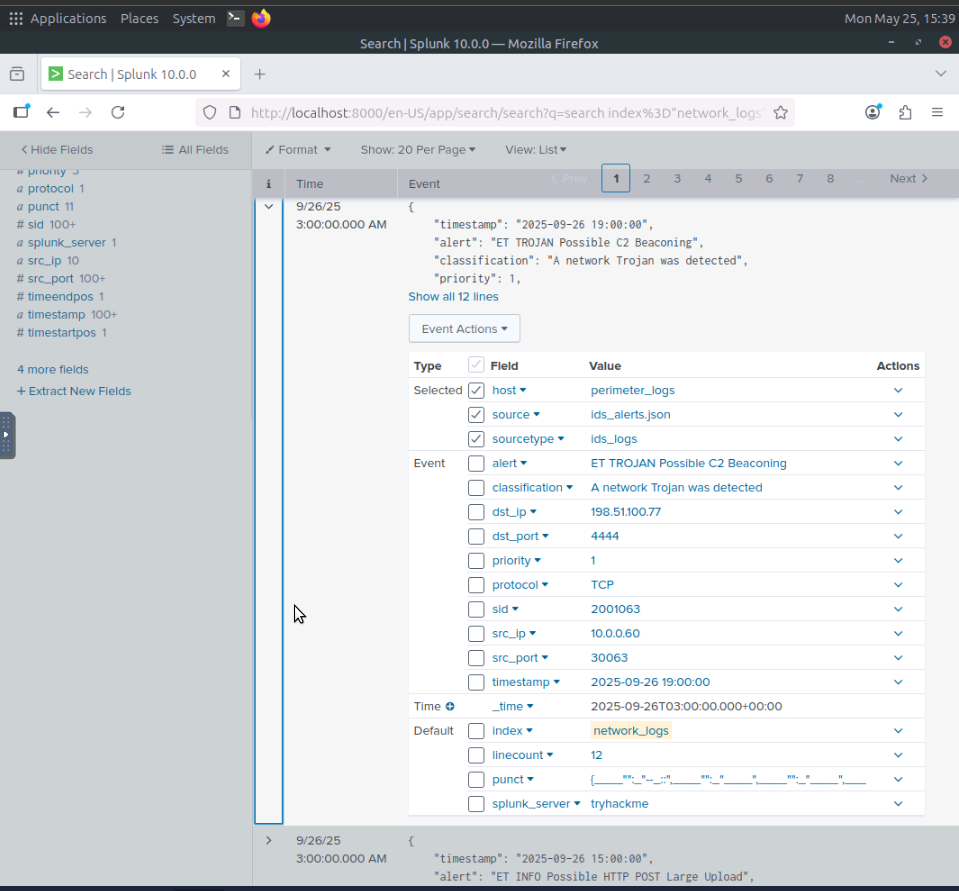 Applications Places System Mon May 25, 15:39
Search | Splunk 10.0.0 — Mozilla Firefox
Search | Splunk 10.0.0
http://localhost:8000/en-US/app/search/search?q=search index%3D"network_logs"
Hide Fields All Fields Format Show: 20 Per Page View: List
< Prev 1 2 3 4 5 6 7 8 ... Next >
i Time Event
# priority 3
a protocol 1
a punct 11
# sid 100+
a splunk_server 1
a src_ip 10
# src_port 100+
# timeendpos 1
a timestamp 100+
# timestartpos 1
4 more fields
+ Extract New Fields
9/26/25
3:00:00.000 AM
{
"timestamp": "2025-09-26 19:00:00",
"alert": "ET TROJAN Possible C2 Beaconing",
"classification": "A network Trojan was detected",
"priority": 1,
Show all 12 lines
Event Actions
Type Field Value Actions
Selected host perimeter_logs
source ids_alerts.json
sourcetype ids_logs
Event alert ET TROJAN Possible C2 Beaconing
classification A network Trojan was detected
dst_ip 198.51.100.77
dst_port 4444
priority 1
protocol TCP
sid 2001063
src_ip 10.0.0.60
src_port 30063
timestamp 2025-09-26 19:00:00
Time _time 2025-09-26T03:00:00.000+00:00
Default index network_logs
linecount 12
punct
splunk_server tryhackme
9/26/25
3:00:00.000 AM
{
"timestamp": "2025-09-26 15:00:00",
"alert": "ET INFO Possible HTTP POST Large Upload",